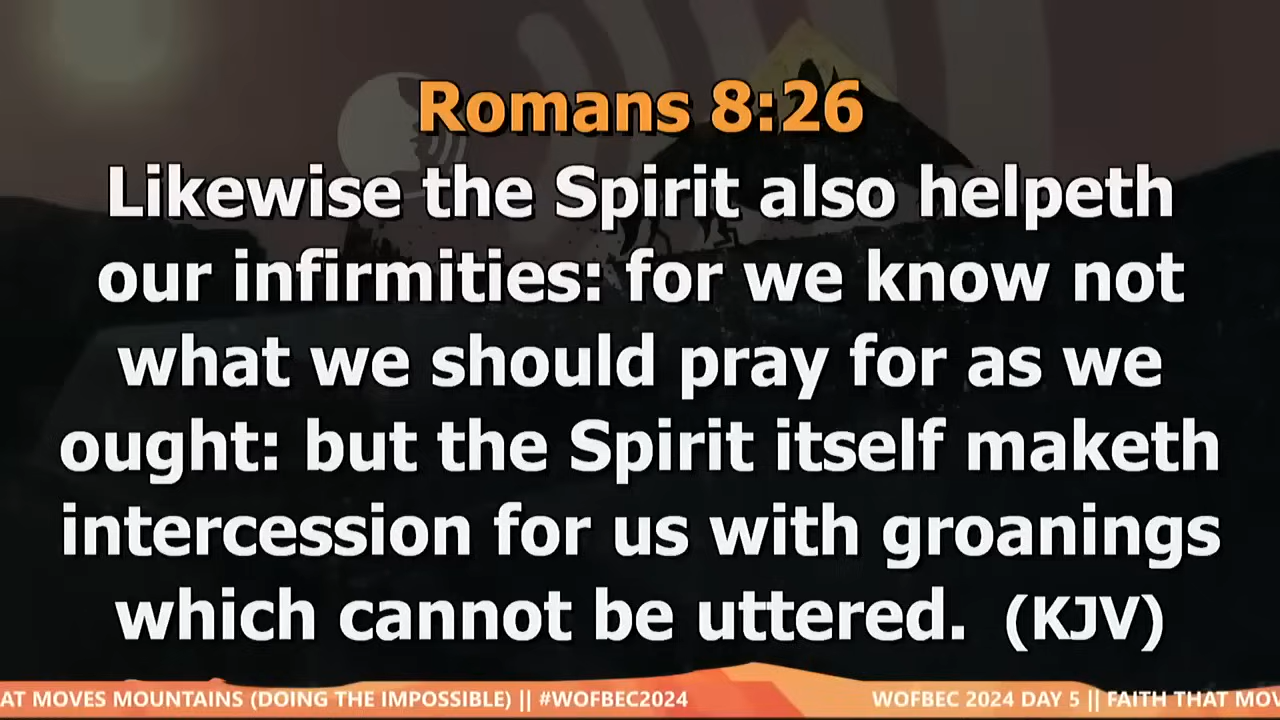 Romans 8:26
Likewise the Spirit also helpeth
our infirmities: for we know not
what we should pray for as we
ought: but the Spirit itself maketh
intercession for us with groanings
which cannot be uttered. (KJV)
AT MOVES MOUNTAINS (DOING THE IMPOSSIBLE) || #WOFBEC2024 WOFBEC 2024 DAY 5 || FAITH THAT MOV